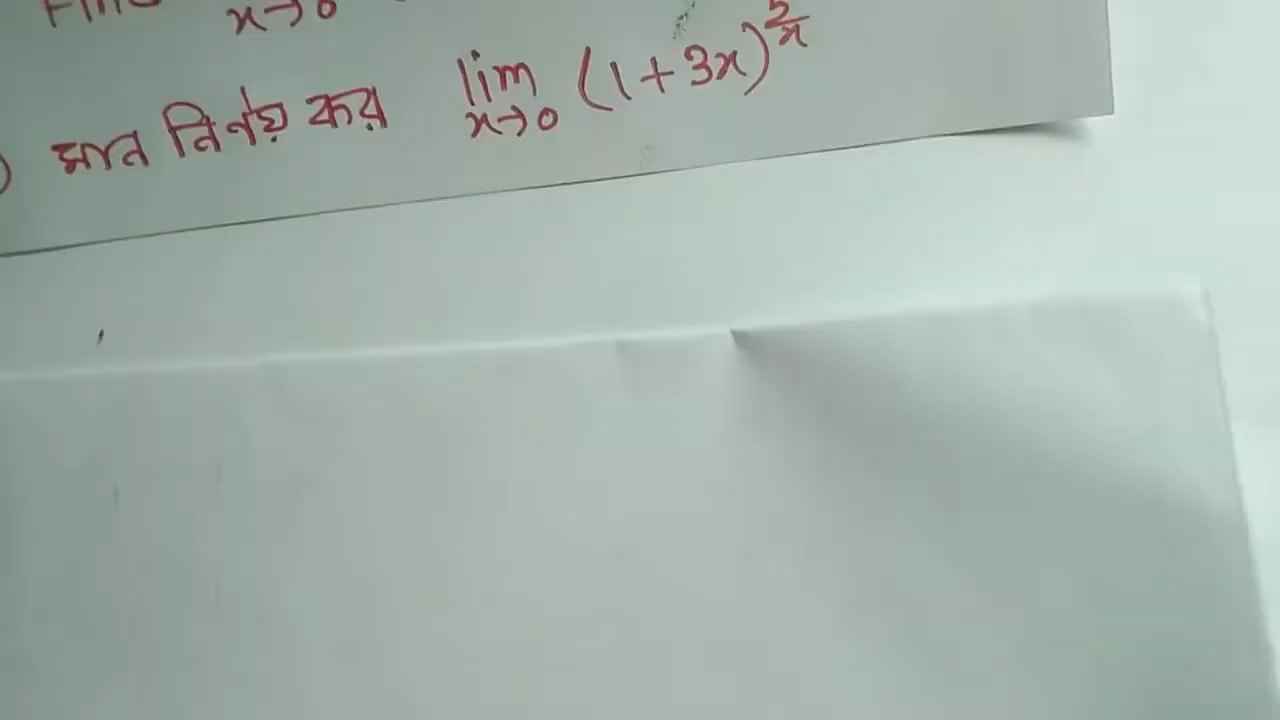 x→0
মান নির্ণয় কর lim x→0 (1+3x)^{2/x}